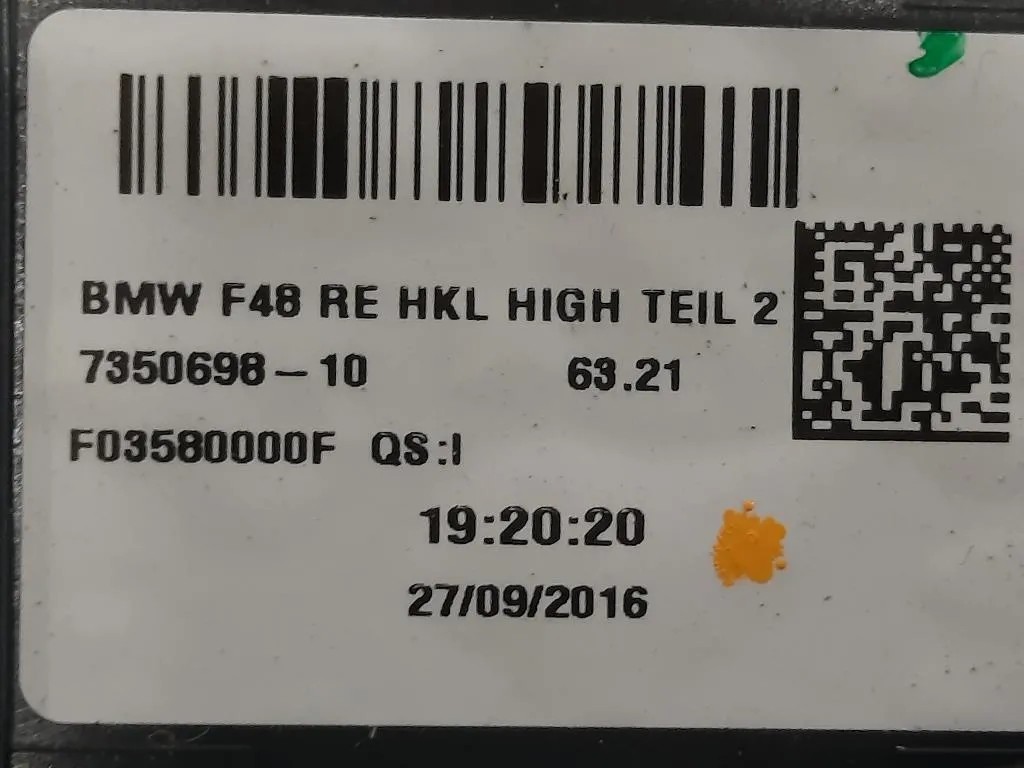 BMW F48 RE HKL HIGH TEIL 2
7350698-10 63.21
F03580000F QS:I
19:20:20
27/09/2016